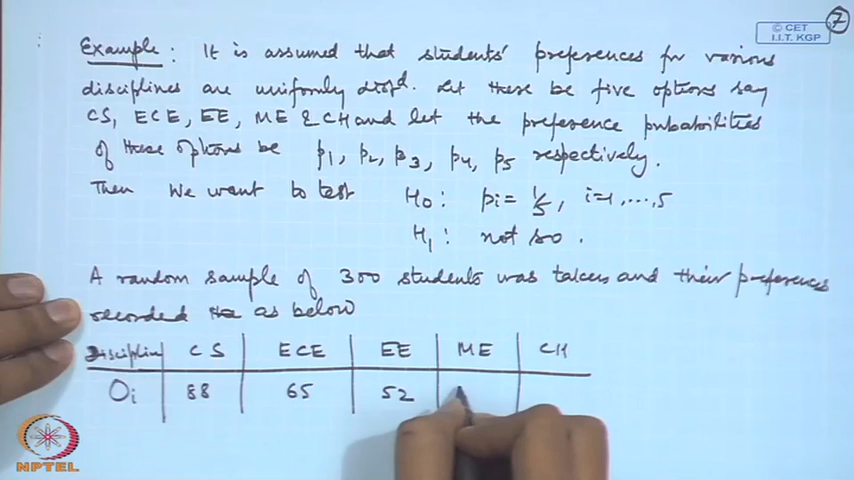 7
© CET
I.I.T. KGP
Example: It is assumed that students' preferences for various
disciplines are uniformly distd. Let there be five options say
CS, ECE, EE, ME & CH and let the preference probabilities
of these options be p1, p2, p3, p4, p5 respectively.
Then we want to test H0: pi = 1/5, i=1,...,5
H1: not so.
A random sample of 300 students was taken and their preferences
recorded as below
Discipline CS ECE EE ME CH
Oi 88 65 52
NPTEL